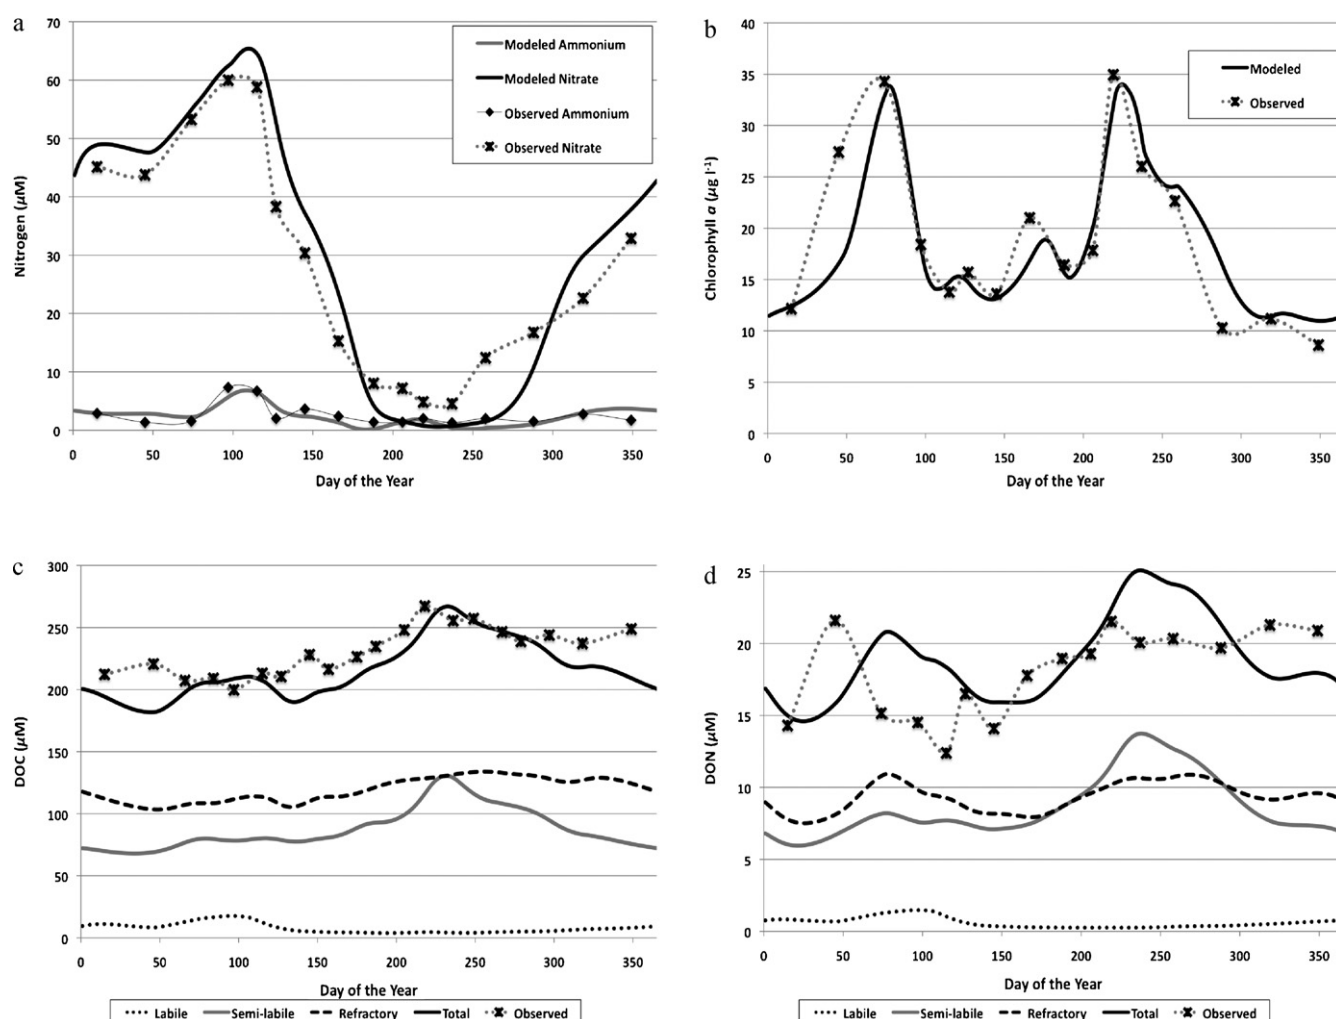 a
70
60
50
40
30
20
10
0
Nitrogen (μM)
0 50 100 150 200 250 300 350
Day of the Year
Modeled Ammonium
Modeled Nitrate
Observed Ammonium
Observed Nitrate
b
40
35
30
25
20
15
10
5
0
Chlorophyll a (μg l⁻¹)
0 50 100 150 200 250 300 350
Day of the Year
Modeled
Observed
c
300
250
200
150
100
50
0
DOC (μM)
0 50 100 150 200 250 300 350
Day of the Year
Labile Semi-labile Refractory Total Observed
d
25
20
15
10
5
0
DON (μM)
0 50 100 150 200 250 300 350
Day of the Year
Labile Semi-labile Refractory Total Observed